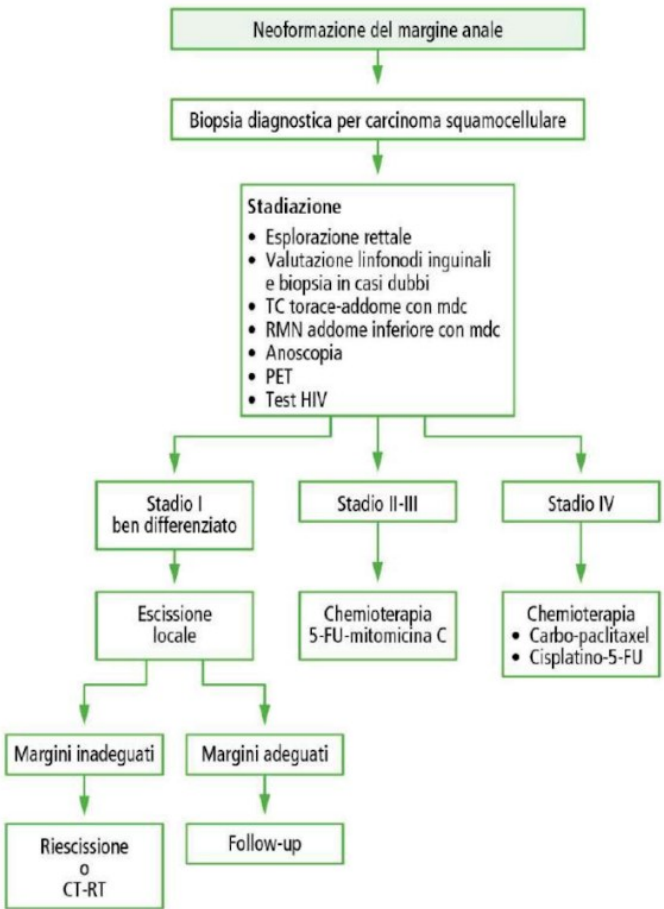 Neoformazione del margine anale
Biopsia diagnostica per carcinoma squamocellulare
Stadiazione
• Esplorazione rettale
• Valutazione linfonodi inguinali
e biopsia in casi dubbi
• TC torace-addome con mdc
• RMN addome inferiore con mdc
• Anoscopia
• PET
• Test HIV
Stadio I
ben differenziato
Stadio II-III
Stadio IV
Escissione
locale
Chemioterapia
5-FU-mitomicina C
Chemioterapia
• Carbo-paclitaxel
• Cisplatino-5-FU
Margini inadeguati
Margini adeguati
Riescissione
o
CT-RT
Follow-up